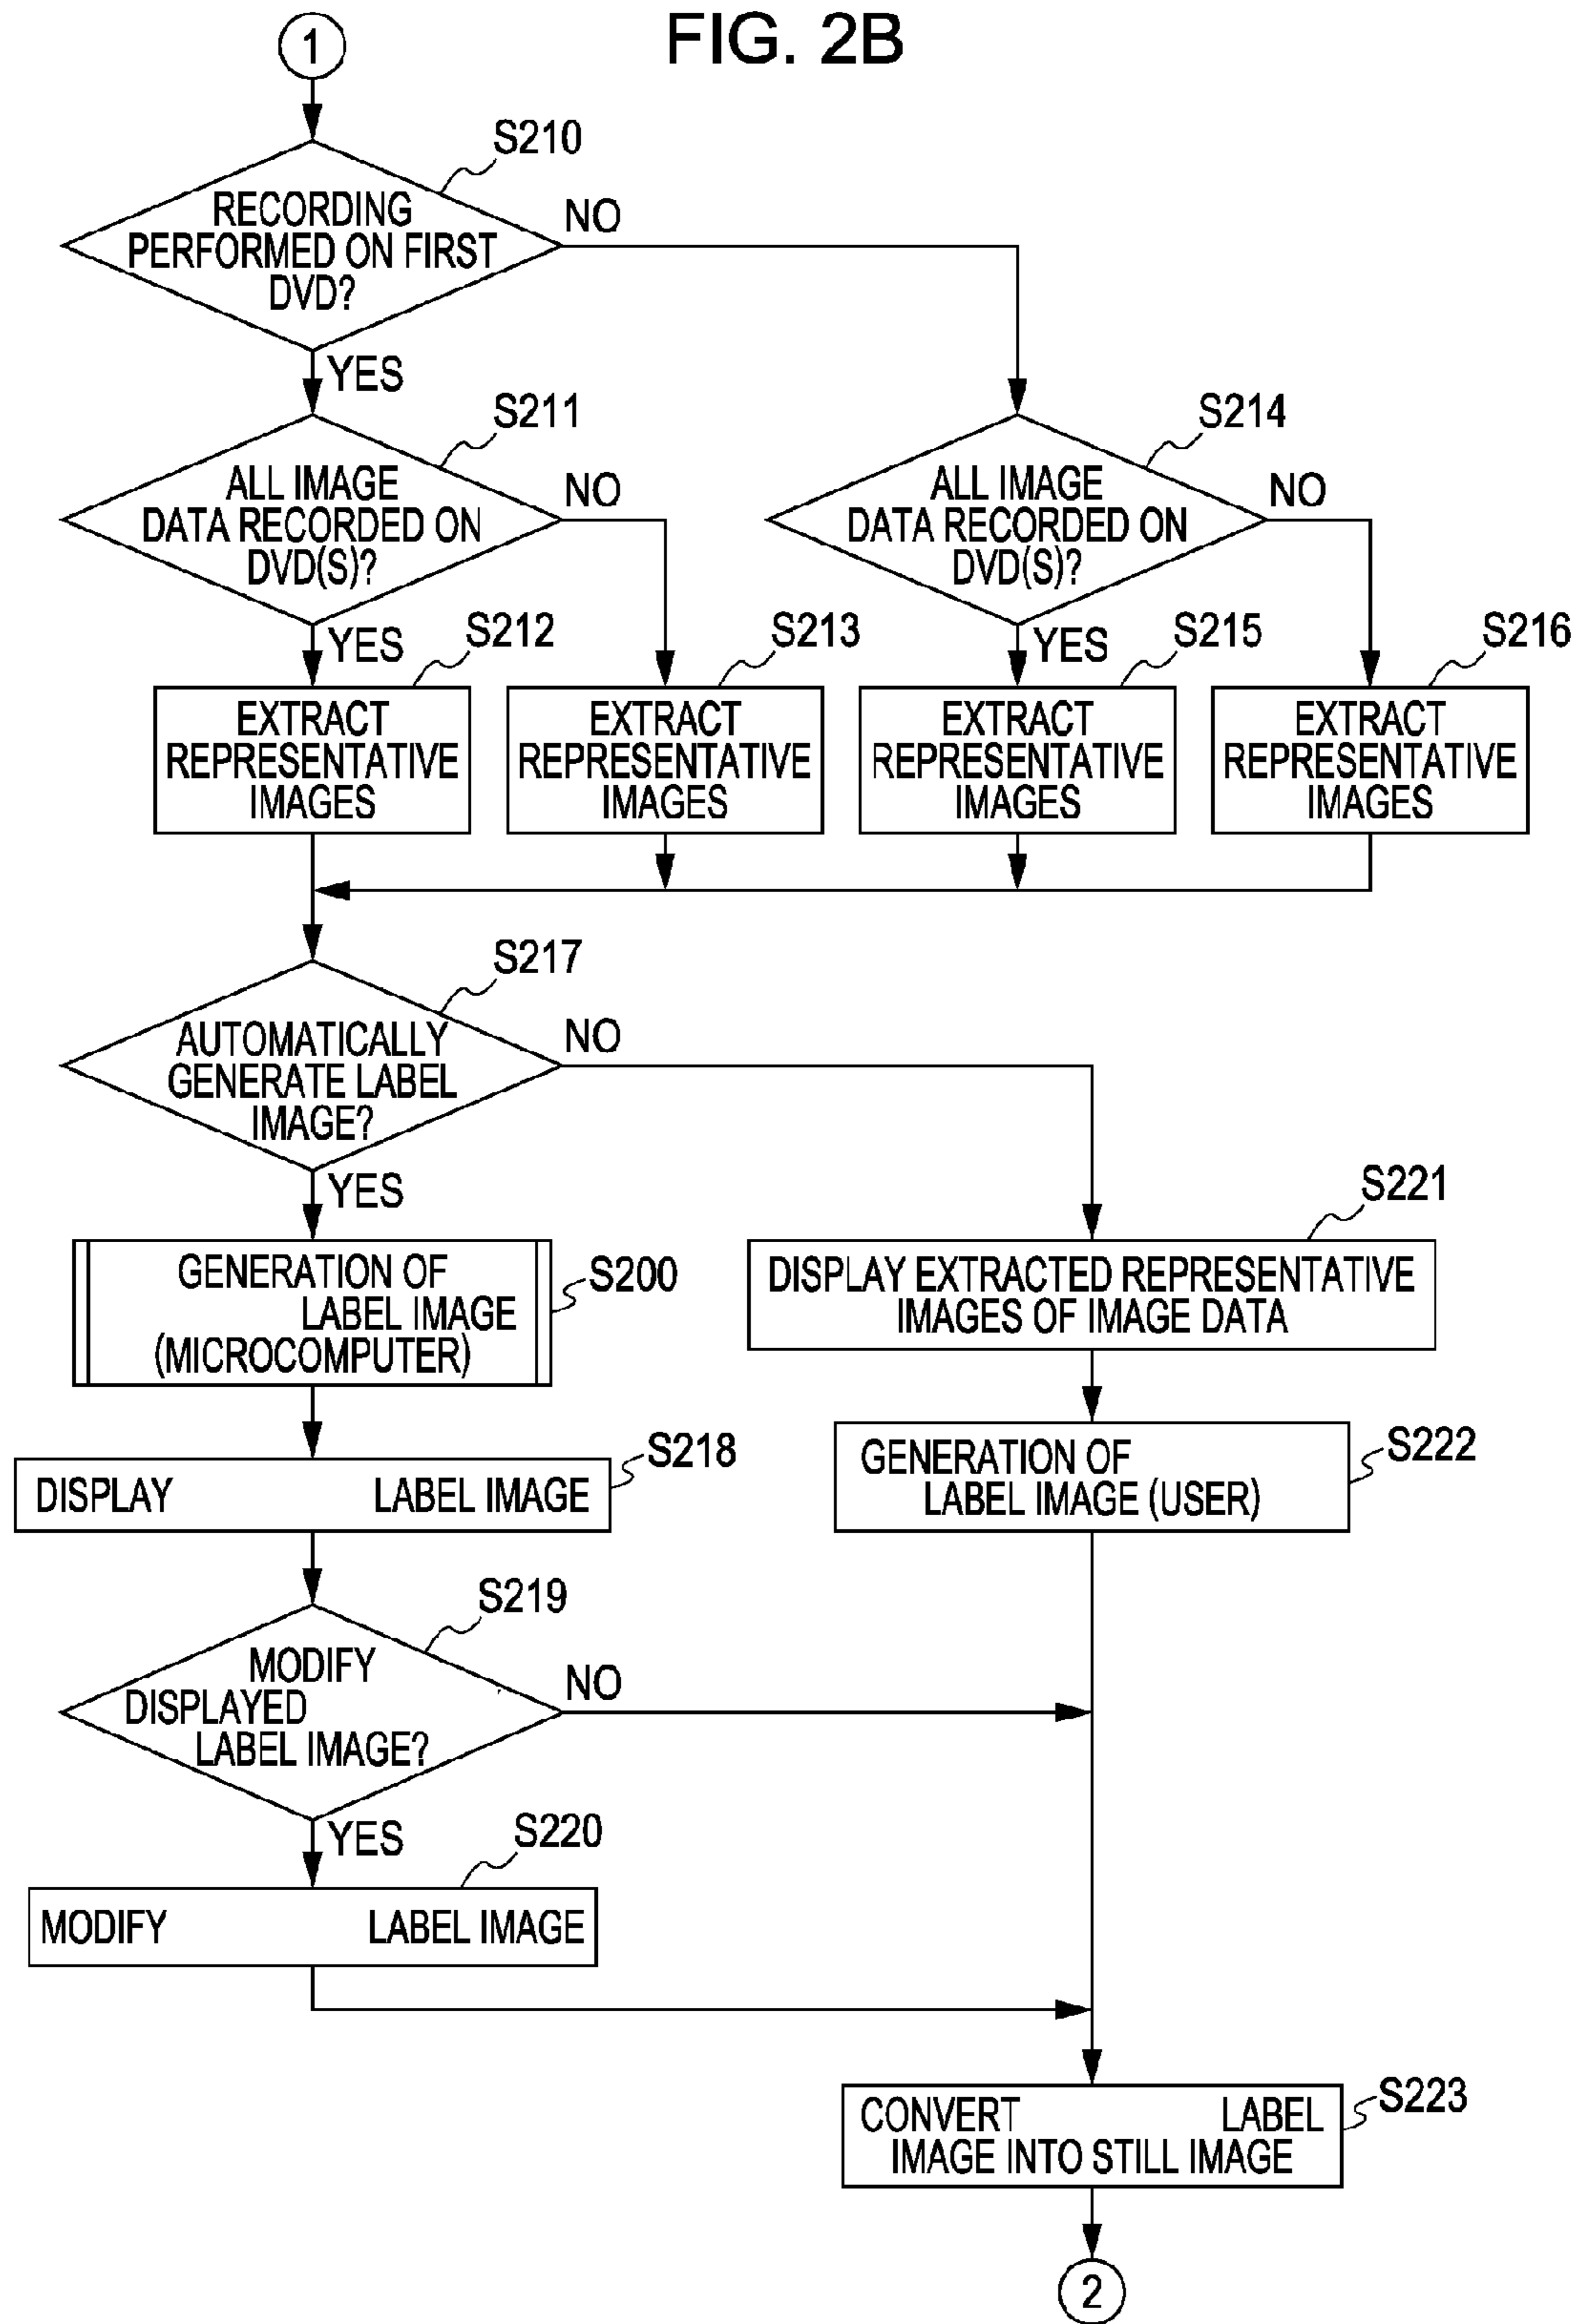 FIG. 2B
1
S210
RECORDING
PERFORMED ON FIRST
DVD?
NO
YES
S211
ALL IMAGE
DATA RECORDED ON
DVD(S)?
NO
YES
S214
ALL IMAGE
DATA RECORDED ON
DVD(S)?
NO
YES
S212
EXTRACT
REPRESENTATIVE
IMAGES
S213
EXTRACT
REPRESENTATIVE
IMAGES
S215
EXTRACT
REPRESENTATIVE
IMAGES
S216
EXTRACT
REPRESENTATIVE
IMAGES
S217
AUTOMATICALLY
GENERATE LABEL
IMAGE?
NO
YES
S200
GENERATION OF
LABEL IMAGE
(MICROCOMPUTER)
S221
DISPLAY EXTRACTED REPRESENTATIVE
IMAGES OF IMAGE DATA
S218
DISPLAY LABEL IMAGE
S222
GENERATION OF
LABEL IMAGE (USER)
S219
MODIFY
DISPLAYED
LABEL IMAGE?
NO
YES
S220
MODIFY LABEL IMAGE
S223
CONVERT LABEL
IMAGE INTO STILL IMAGE
2